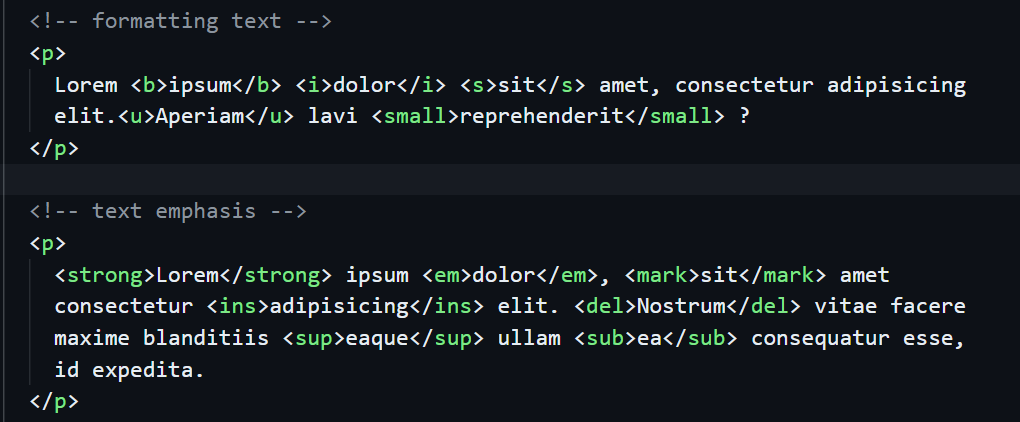 <!-- formatting text -->
<p>
Lorem <b>ipsum</b> <i>dolor</i> <s>sit</s> amet, consectetur adipisicing
elit.<u>Aperiam</u> lavi <small>reprehenderit</small> ?
</p>
<!-- text emphasis -->
<p>
<strong>Lorem</strong> ipsum <em>dolor</em>, <mark>sit</mark> amet
consectetur <ins>adipisicing</ins> elit. <del>Nostrum</del> vitae facere
maxime blanditiis <sup>eaque</sup> ullam <sub>ea</sub> consequatur esse,
id expedita.
</p>